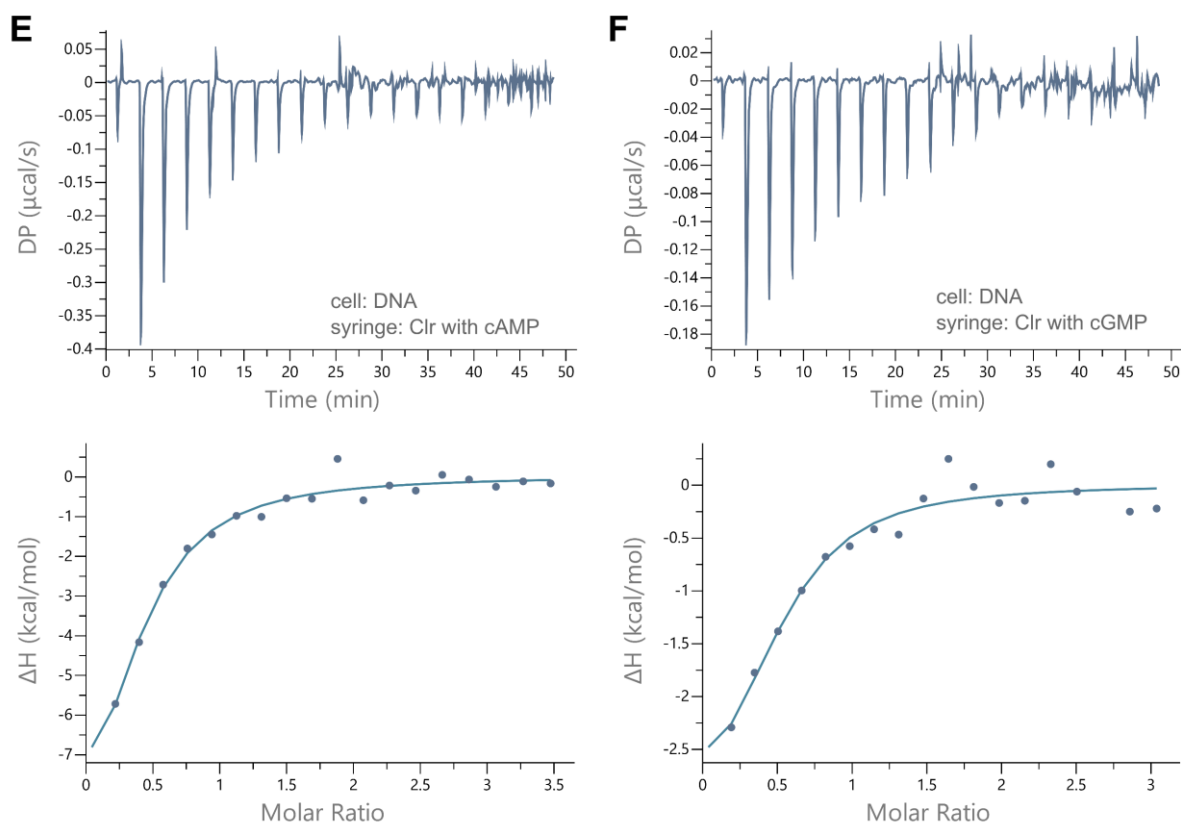 E
0.05
0
-0.05
-0.1
-0.15
-0.2
-0.25
-0.3
-0.35
-0.4
DP (µcal/s)
cell: DNA
syringe: Clr with cAMP
0 5 10 15 20 25 30 35 40 45 50
Time (min)
0
-1
-2
-3
-4
-5
-6
-7
ΔH (kcal/mol)
0 0.5 1 1.5 2 2.5 3 3.5
Molar Ratio
F
0.02
0
-0.02
-0.04
-0.06
-0.08
-0.1
-0.12
-0.14
-0.16
-0.18
DP (µcal/s)
cell: DNA
syringe: Clr with cGMP
0 5 10 15 20 25 30 35 40 45 50
Time (min)
0
-0.5
-1
-1.5
-2
-2.5
ΔH (kcal/mol)
0 0.5 1 1.5 2 2.5 3
Molar Ratio